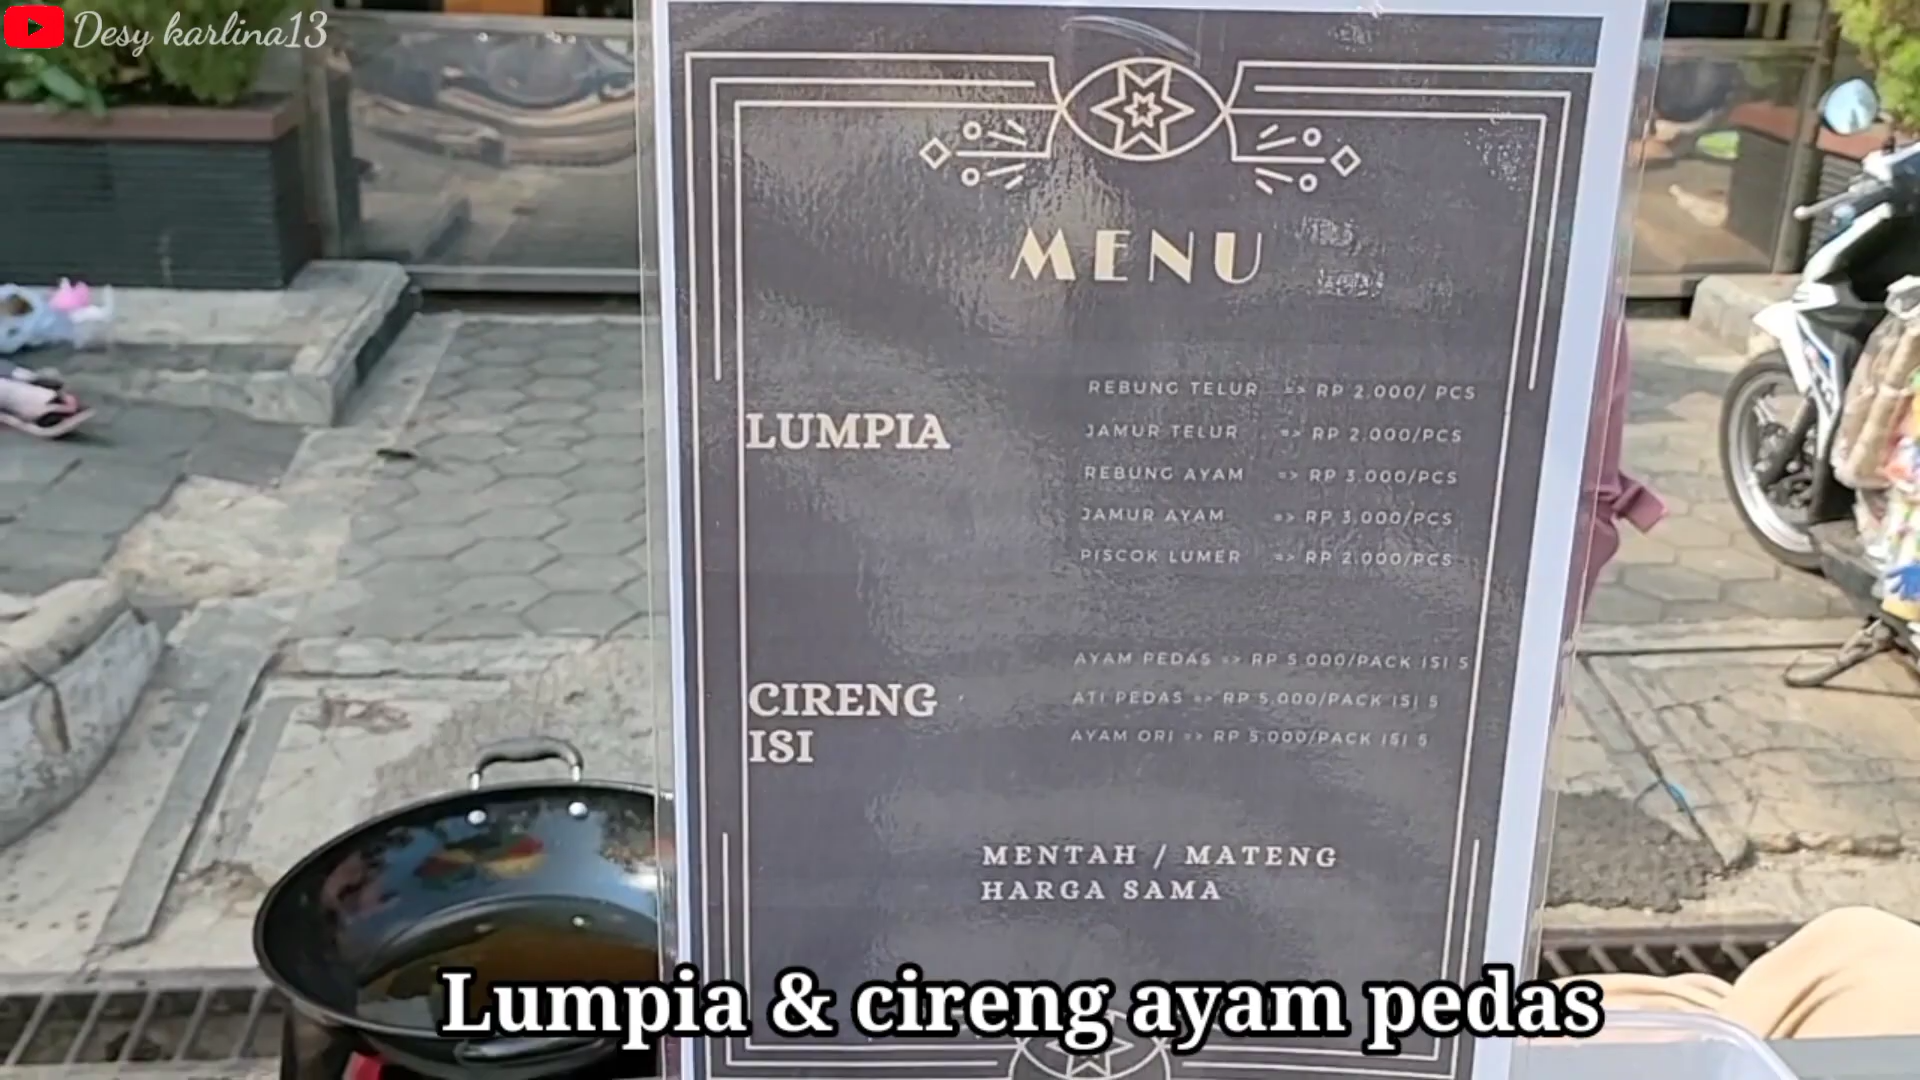 Desy karlina13
MENU
LUMPIA
REBUNG TELUR => RP 2.000/ PCS
JAMUR TELUR => RP 2.000/PCS
REBUNG AYAM => RP 3.000/PCS
JAMUR AYAM => RP 3.000/PCS
PISCOK LUMER => RP 2.000/PCS
CIRENG
ISI
AYAM PEDAS => RP 5.000/PACK ISI 5
ATI PEDAS => RP 5.000/PACK ISI 5
AYAM ORI => RP 5.000/PACK ISI 5
MENTAH / MATENG
HARGA SAMA
Lumpia & cireng ayam pedas